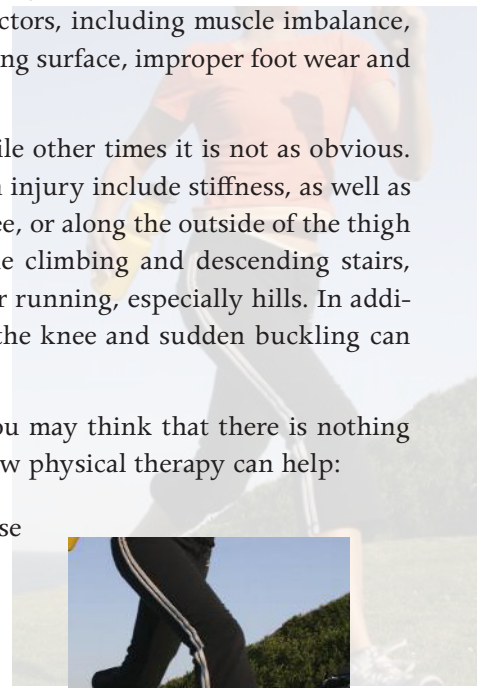 ctors, including muscle imbalance,
ng surface, improper foot wear and
ile other times it is not as obvious.
injury include stiffness, as well as
ee, or along the outside of the thigh
e climbing and descending stairs,
r running, especially hills. In addi-
the knee and sudden buckling can
ou may think that there is nothing
w physical therapy can help:
se